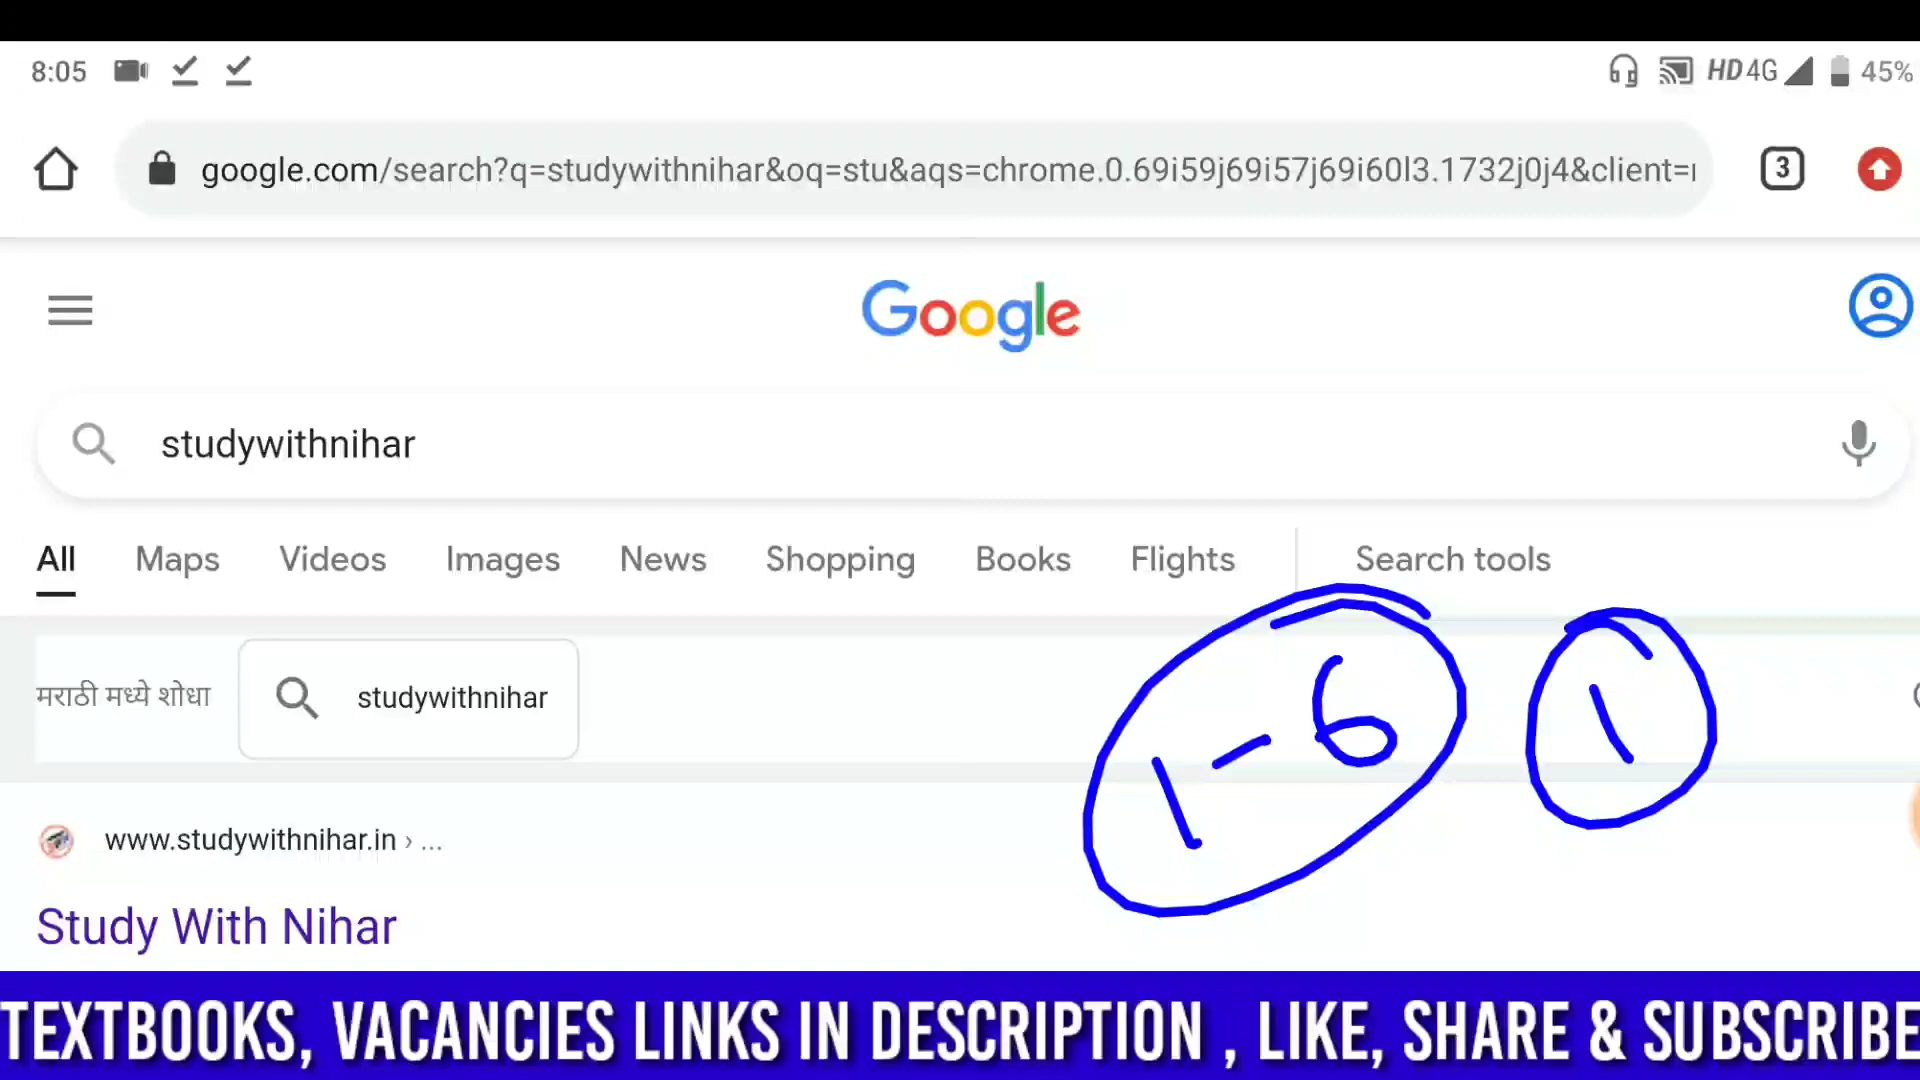 8:05 HD 4G 45%
google.com/search?q=studywithnihar&oq=stu&aqs=chrome.0.69i59j69i57j69i60l3.1732j0j4&client=r 3
Google
studywithnihar
All Maps Videos Images News Shopping Books Flights Search tools
मराठी मध्ये शोधा studywithnihar
1-6 1
www.studywithnihar.in › ...
Study With Nihar
TEXTBOOKS, VACANCIES LINKS IN DESCRIPTION , LIKE, SHARE & SUBSCRIBE